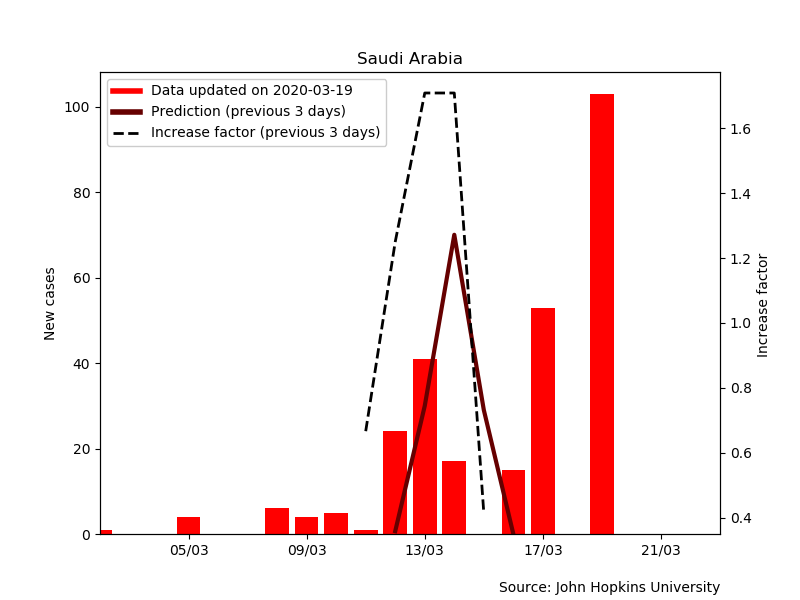 Saudi Arabia
Data updated on 2020-03-19
Prediction (previous 3 days)
Increase factor (previous 3 days)
New cases
100
80
60
40
20
0
1.6
1.4
1.2
1.0
0.8
0.6
0.4
Increase factor
05/03
09/03
13/03
17/03
21/03
Source: John Hopkins University